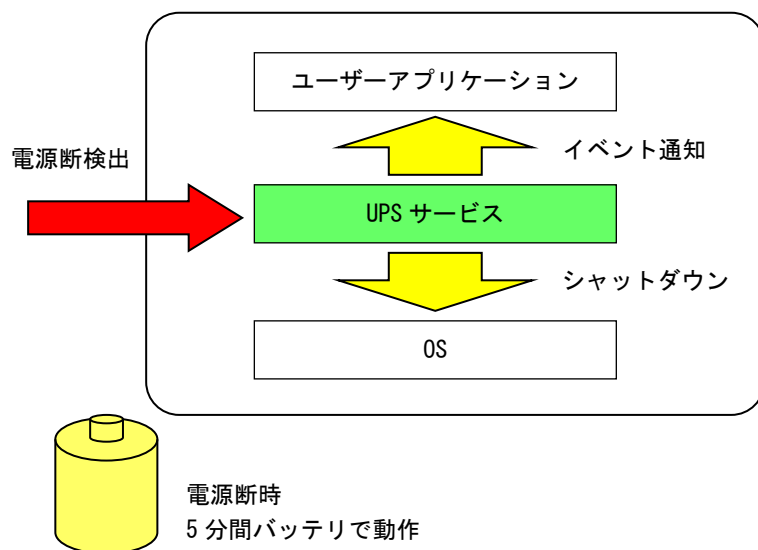 ユーザーアプリケーション
イベント通知
電源断検出
UPS サービス
シャットダウン
OS
電源断時
5 分間バッテリで動作